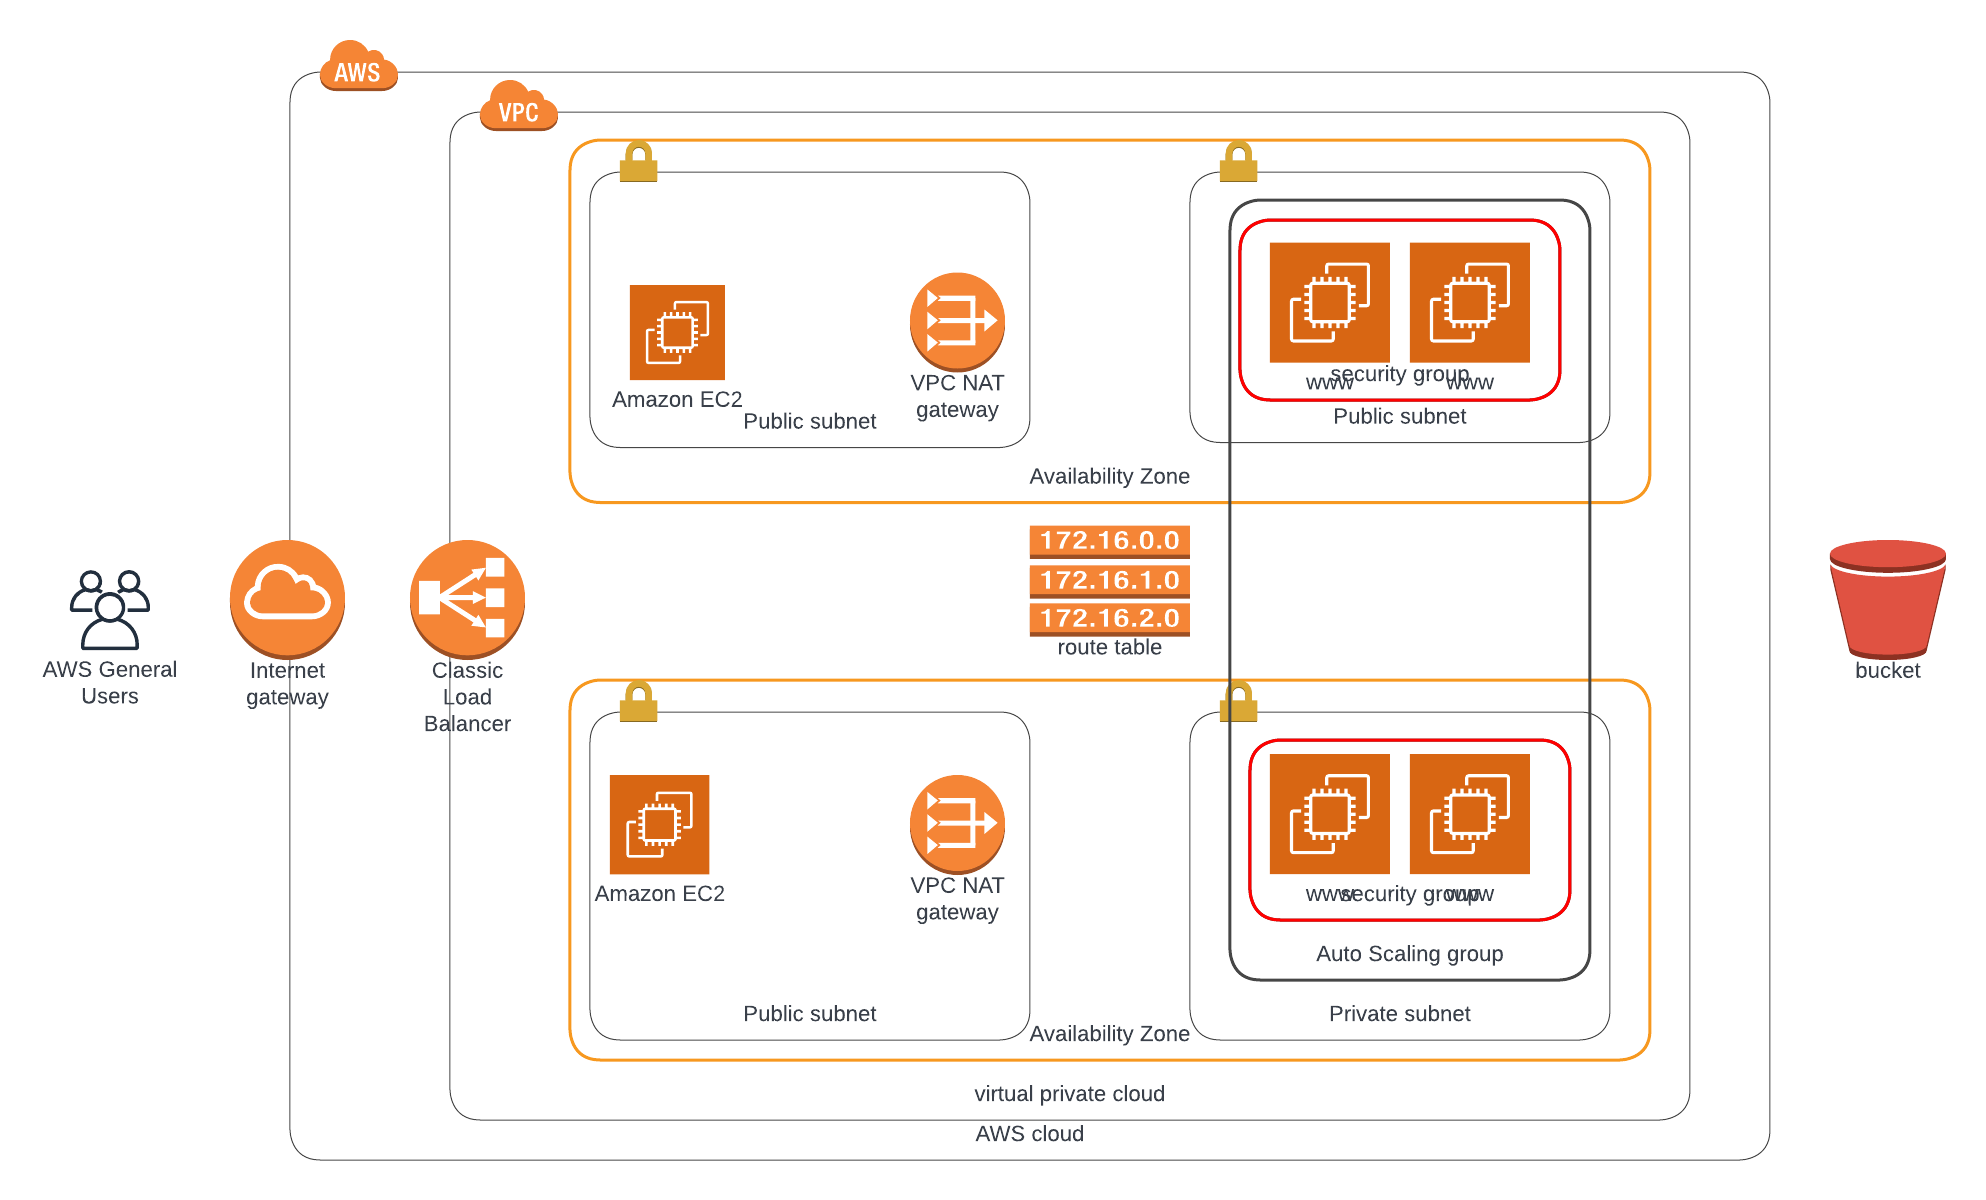 AWS
VPC
Amazon EC2
VPC NAT
gateway
Public subnet
www
security group
www
Public subnet
Availability Zone
172.16.0.0
172.16.1.0
172.16.2.0
route table
AWS General
Users
Internet
gateway
Classic
Load
Balancer
bucket
Amazon EC2
VPC NAT
gateway
Public subnet
www
security group
www
Auto Scaling group
Private subnet
Availability Zone
virtual private cloud
AWS cloud